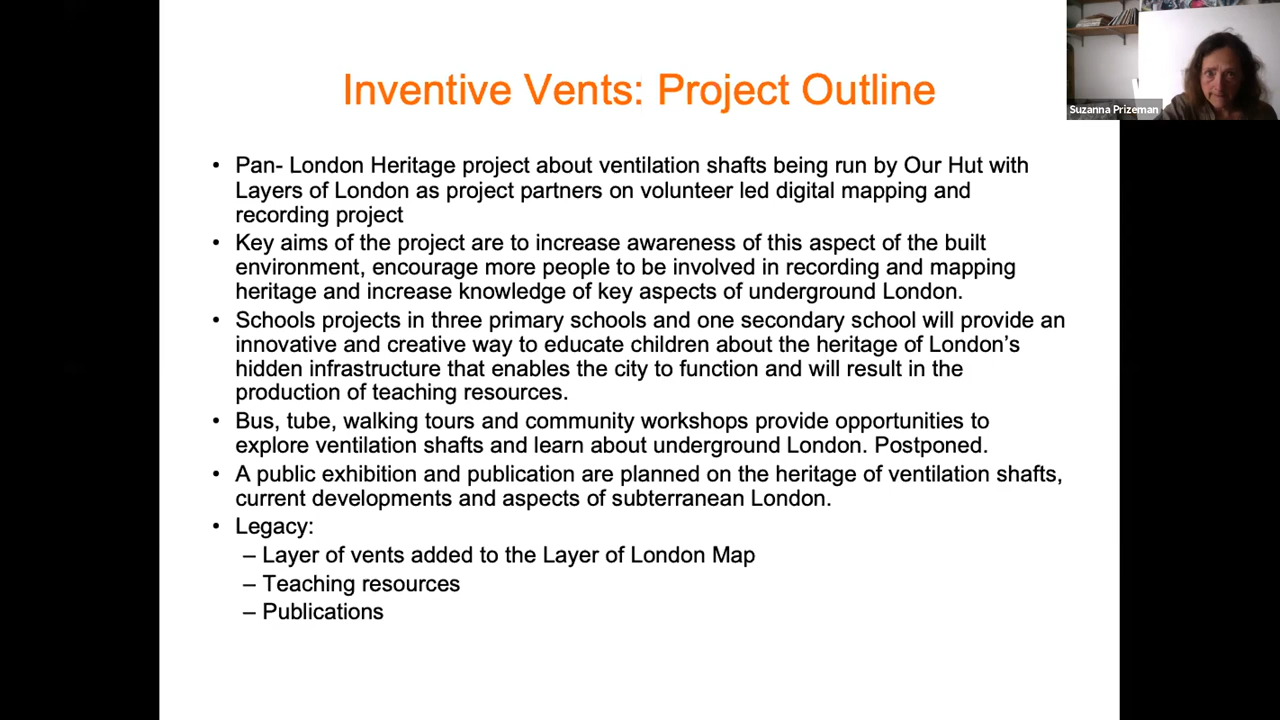 Inventive Vents: Project Outline
Suzanna Prizeman
• Pan- London Heritage project about ventilation shafts being run by Our Hut with
Layers of London as project partners on volunteer led digital mapping and
recording project
• Key aims of the project are to increase awareness of this aspect of the built
environment, encourage more people to be involved in recording and mapping
heritage and increase knowledge of key aspects of underground London.
• Schools projects in three primary schools and one secondary school will provide an
innovative and creative way to educate children about the heritage of London’s
hidden infrastructure that enables the city to function and will result in the
production of teaching resources.
• Bus, tube, walking tours and community workshops provide opportunities to
explore ventilation shafts and learn about underground London. Postponed.
• A public exhibition and publication are planned on the heritage of ventilation shafts,
current developments and aspects of subterranean London.
• Legacy:
– Layer of vents added to the Layer of London Map
– Teaching resources
– Publications